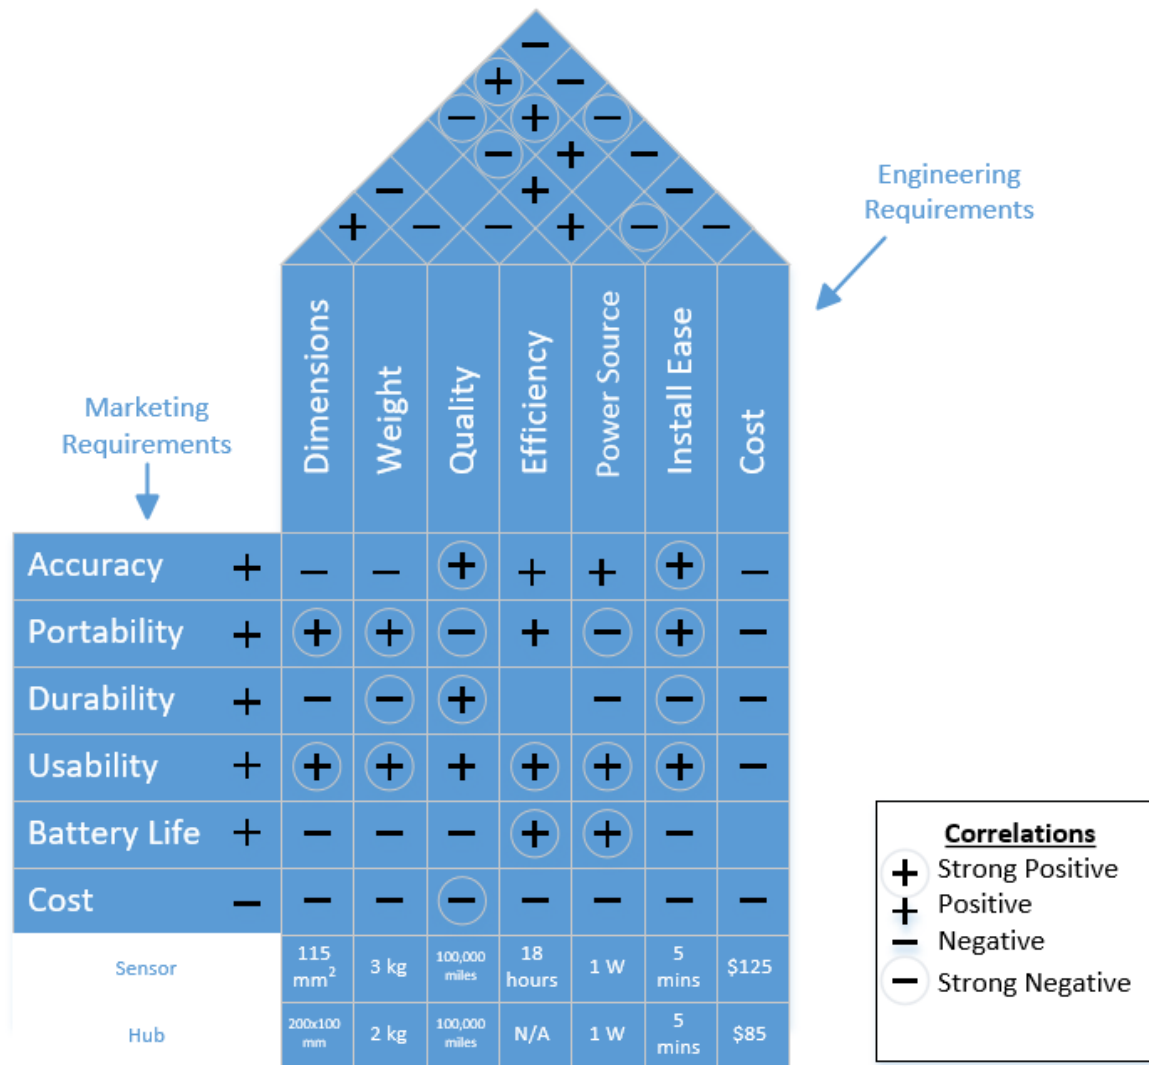 Engineering
Requirements
Marketing
Requirements
Dimensions
Weight
Quality
Efficiency
Power Source
Install Ease
Cost
Accuracy + − − ⊕ + + ⊕ −
Portability + ⊕ ⊕ ⊖ + ⊖ ⊕ −
Durability + − ⊖ ⊕ − ⊖ −
Usability + ⊕ ⊕ + ⊕ ⊕ ⊕ −
Battery Life + − − − ⊕ ⊕ −
Cost − − − ⊖ − − − −
Sensor 115 mm² 3 kg 100,000 miles 18 hours 1 W 5 mins $125
Hub 200x100 mm 2 kg 100,000 miles N/A 1 W 5 mins $85
Correlations
⊕ Strong Positive
+ Positive
− Negative
⊖ Strong Negative